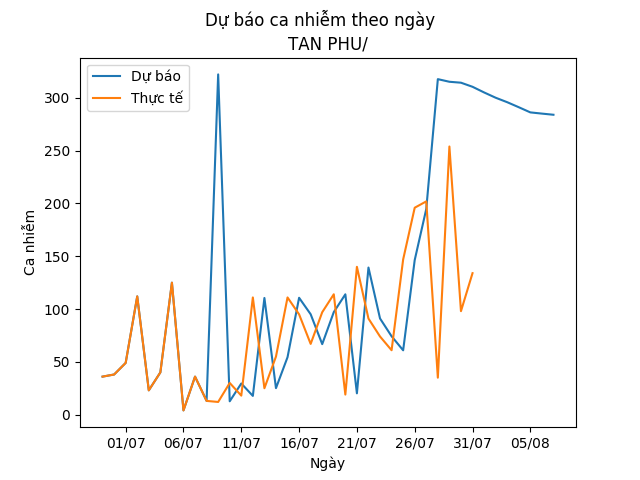 Dự báo ca nhiễm theo ngày
TAN PHU/
Dự báo
Thực tế
300
250
200
150
100
50
0
Ca nhiễm
01/07 06/07 11/07 16/07 21/07 26/07 31/07 05/08
Ngày